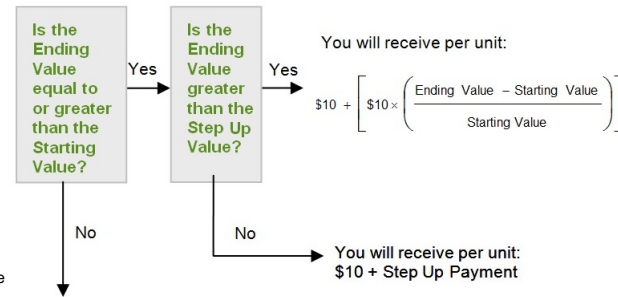 Is the
Ending
Value
equal to
or greater
than the
Starting
Value?
Yes
Is the
Ending
Value
greater
than the
Step Up
Value?
Yes
You will receive per unit:
$10 + [ $10 × ( Ending Value – Starting Value
Starting Value ) ]
No
No
You will receive per unit:
$10 + Step Up Payment
e